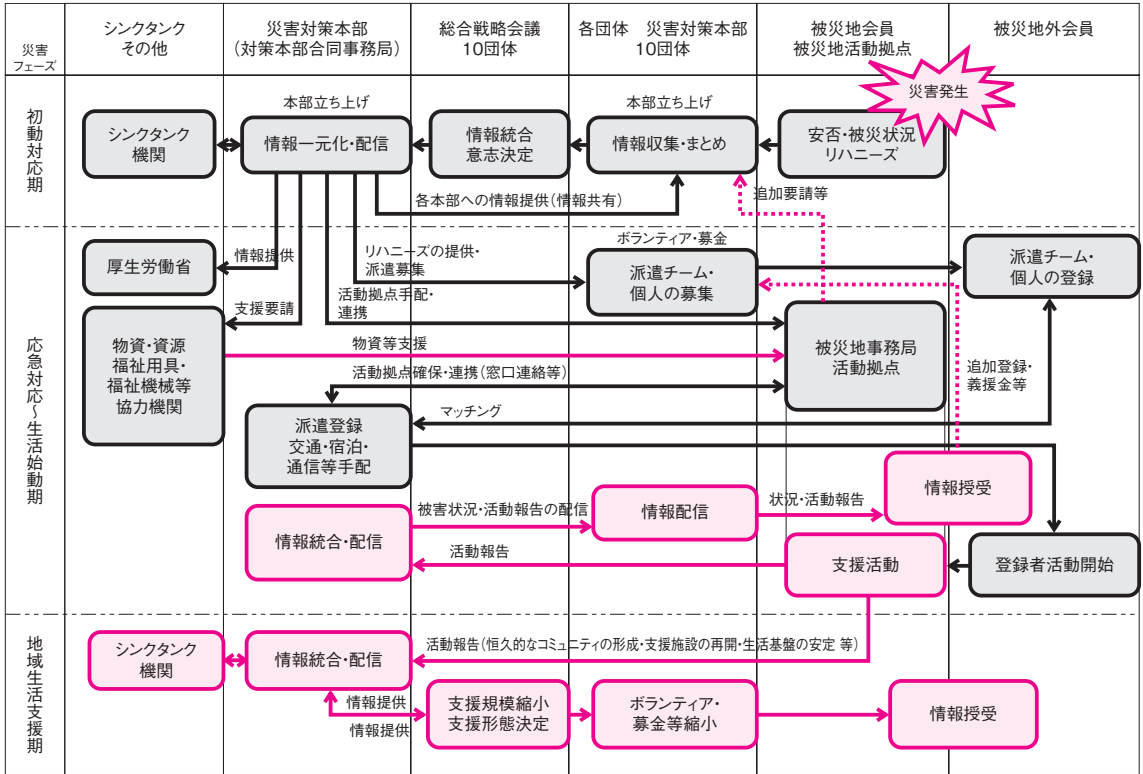 災害
フェーズ
シンクタンク
その他
災害対策本部
(対策本部合同事務局)
総合戦略会議
10団体
各団体 災害対策本部
10団体
被災地会員
被災地活動拠点
被災地外会員
災害発生
初動対応期
シンクタンク
機関
本部立ち上げ
情報一元化・配信
情報統合
意志決定
本部立ち上げ
情報収集・まとめ
安否・被災状況
リハニーズ
各本部への情報提供(情報共有)
追加要請等
応急対応~生活始動期
厚生労働省
情報提供
リハニーズの提供・
派遣募集
ボランティア・募金
派遣チーム・
個人の募集
派遣チーム・
個人の登録
支援要請
活動拠点手配・
連携
物資・資源
福祉用具・
福祉機械等
協力機関
物資等支援
被災地事務局
活動拠点
追加登録・
義援金等
活動拠点確保・連携(窓口連絡等)
マッチング
派遣登録
交通・宿泊・
通信等手配
情報統合・配信
被害状況・活動報告の配信
情報配信
状況・活動報告
情報授受
活動報告
支援活動
登録者活動開始
地域生活支援期
シンクタンク
機関
情報統合・配信
活動報告(恒久的なコミュニティの形成・支援施設の再開・生活基盤の安定 等)
情報提供
情報提供
支援規模縮小
支援形態決定
ボランティア・
募金等縮小
情報授受